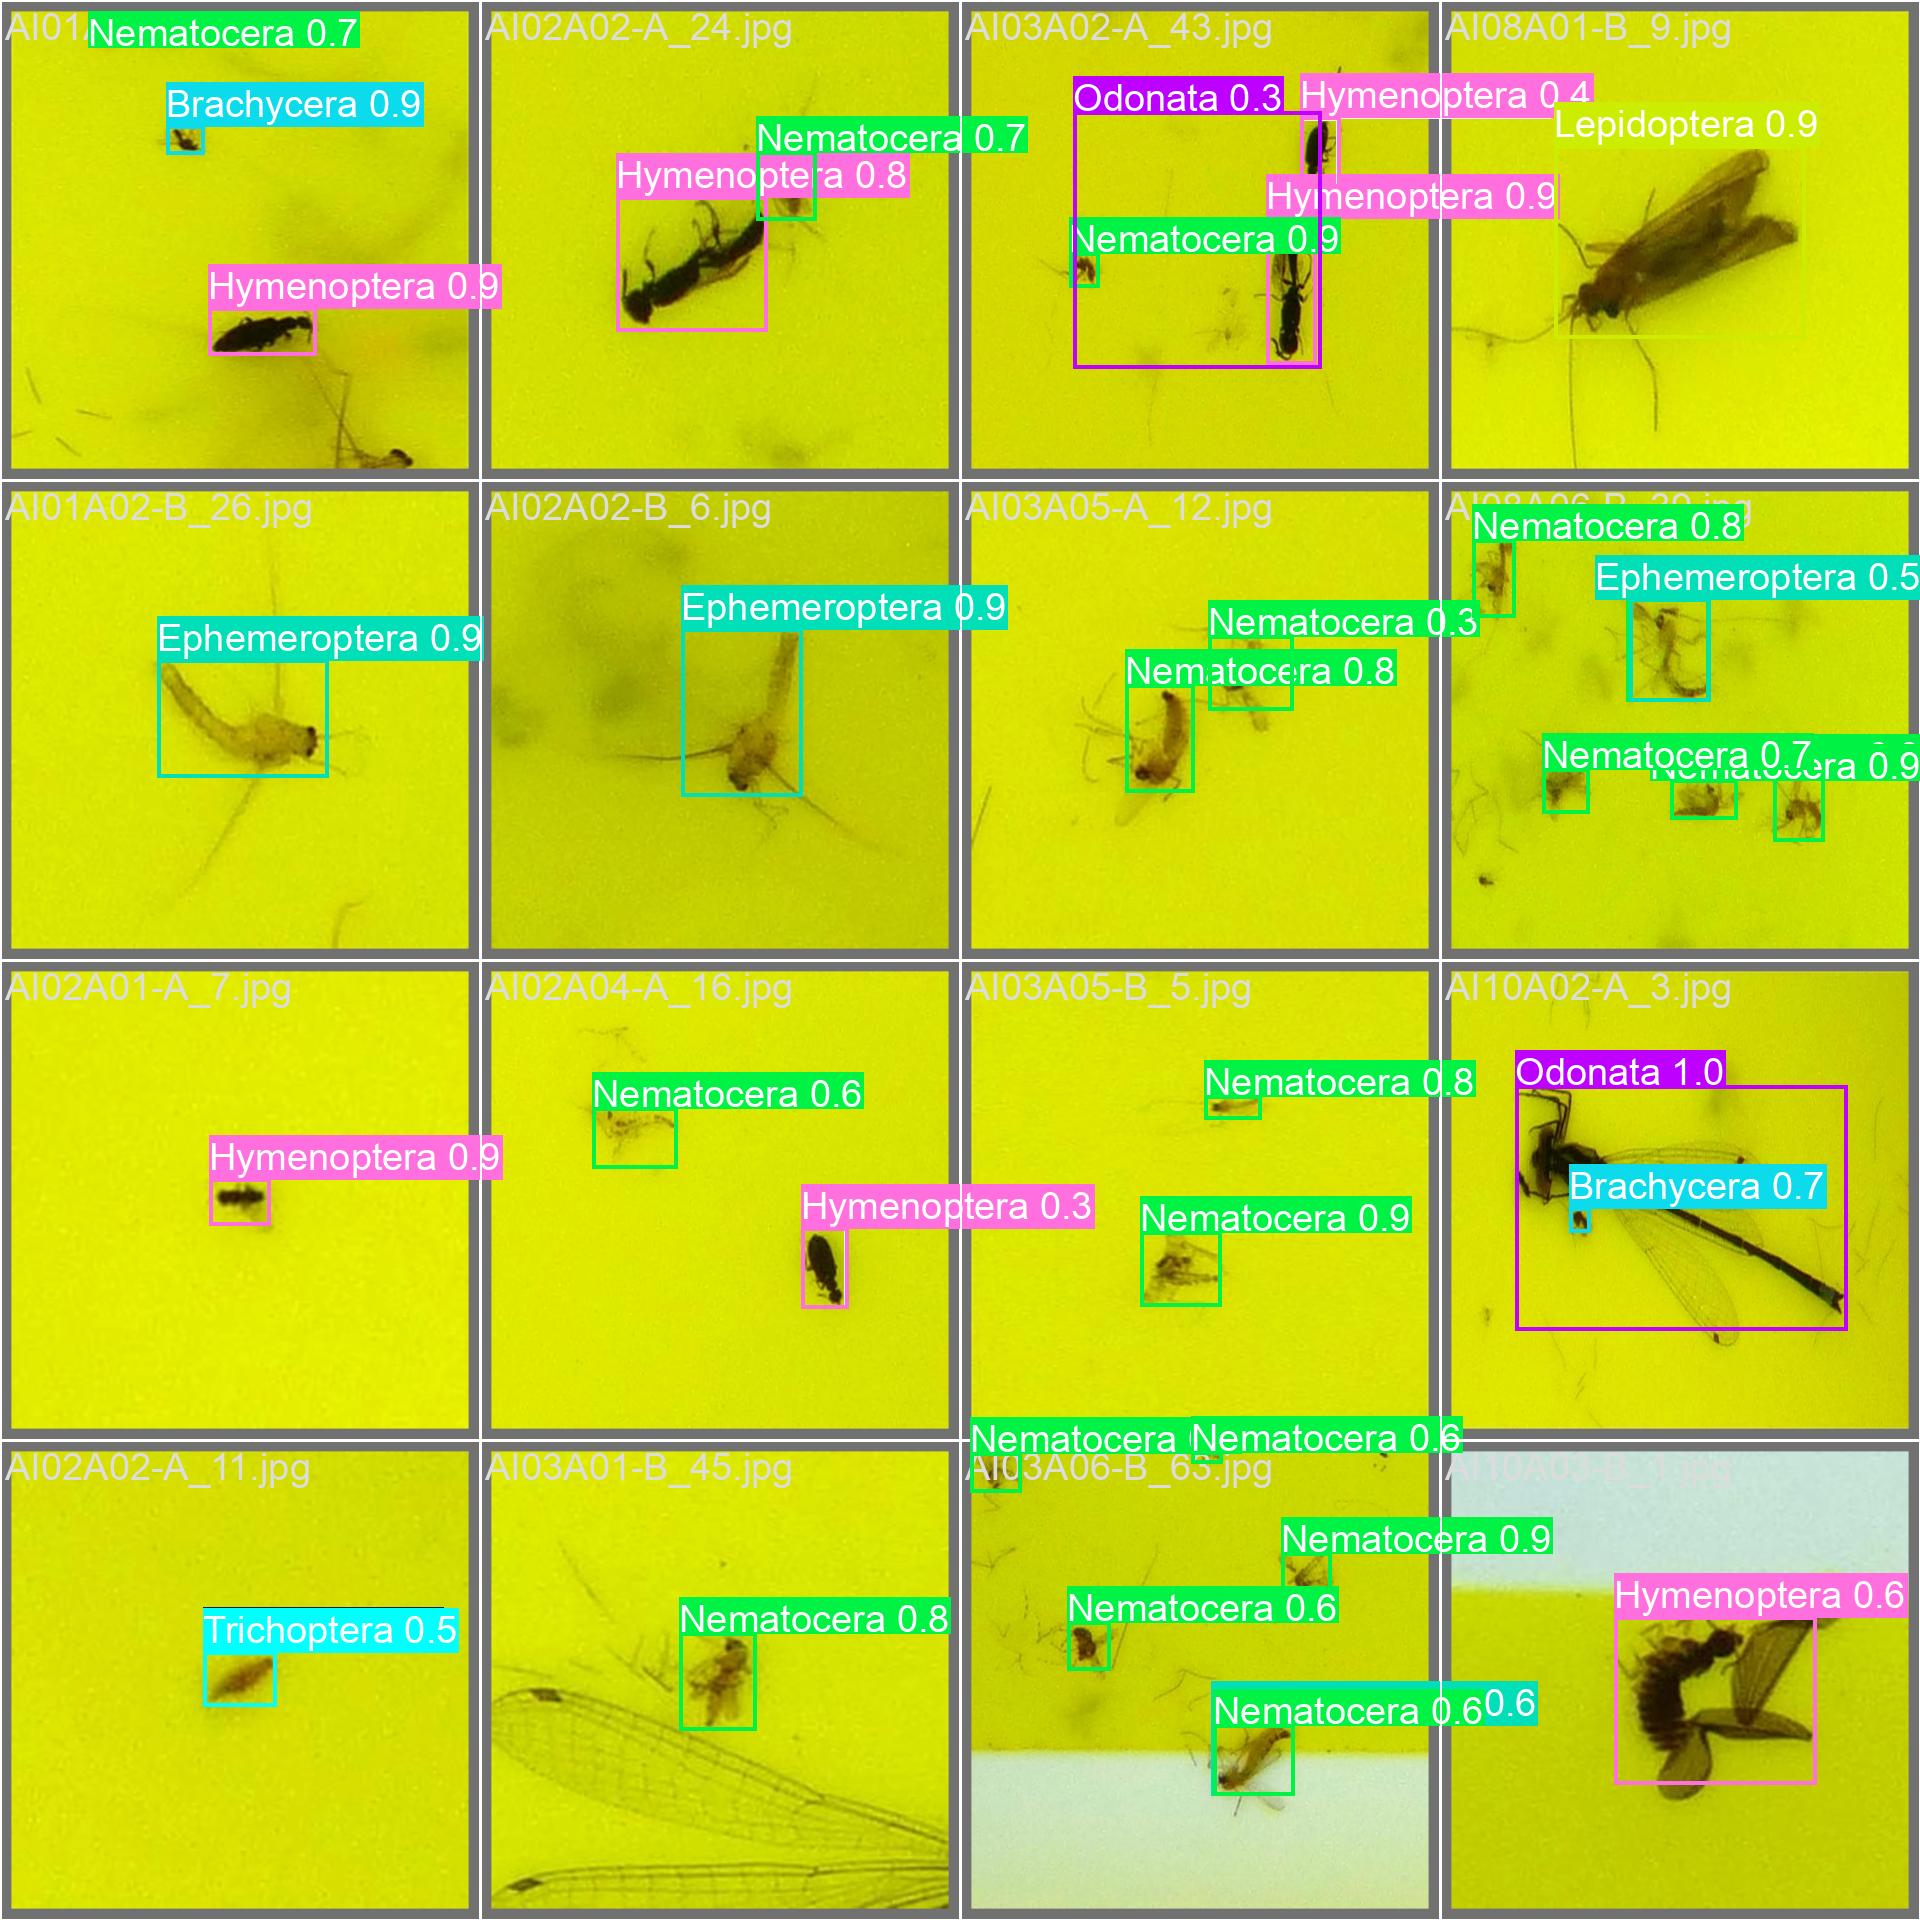 Nematocera 0.7
Brachycera 0.9
Hymenoptera 0.9
AI02A02-A_24.jpg
Nematocera 0.7
Hymenoptera 0.8
AI03A02-A_43.jpg
Odonata 0.3
Hymenoptera 0.4
Hymenoptera 0.9
Nematocera 0.9
AI08A01-B_9.jpg
Lepidoptera 0.9
AI01A02-B_26.jpg
Ephemeroptera 0.9
AI02A02-B_6.jpg
Ephemeroptera 0.9
AI03A05-A_12.jpg
Nematocera 0.3
Nematocera 0.8
Nematocera 0.8
Ephemeroptera 0.5
Nematocera 0.7
Nematocera 0.9
AI02A01-A_7.jpg
Hymenoptera 0.9
AI02A04-A_16.jpg
Nematocera 0.6
Hymenoptera 0.3
AI03A05-B_5.jpg
Nematocera 0.8
Nematocera 0.9
AI10A02-A_3.jpg
Odonata 1.0
Brachycera 0.7
AI02A02-A_11.jpg
Trichoptera 0.5
AI03A01-B_45.jpg
Nematocera 0.8
Nematocera
Nematocera 0.6
AI03A06-B_63.jpg
Nematocera 0.9
Nematocera 0.6
Nematocera 0.6
0.6
Hymenoptera 0.6